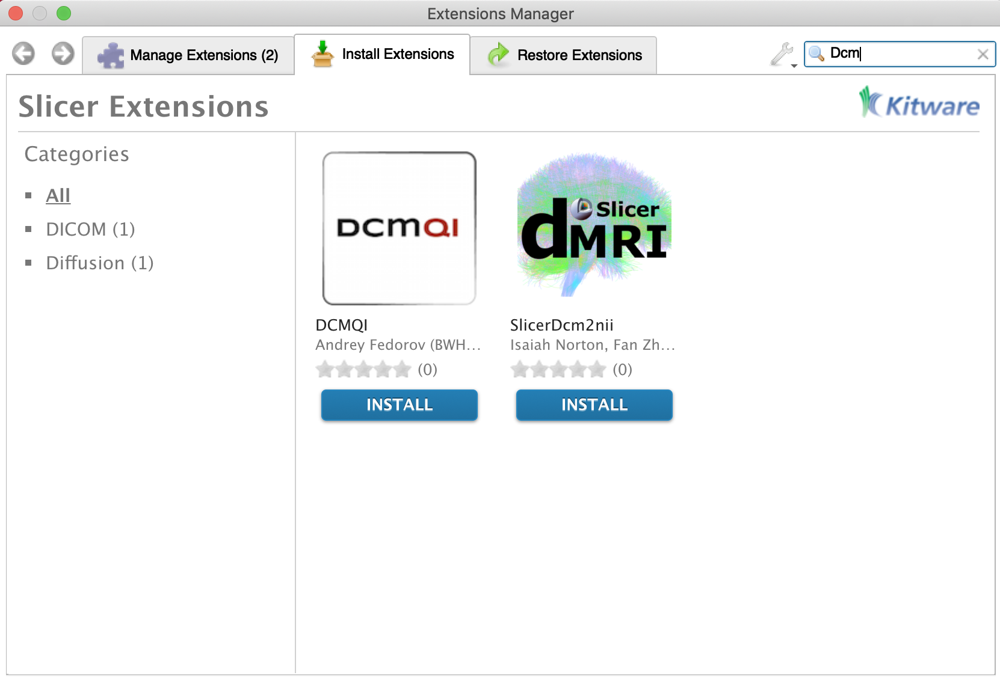 Extensions Manager
Manage Extensions (2)
Install Extensions
Restore Extensions
Dcm
Slicer Extensions
Kitware
Categories
All
DICOM (1)
Diffusion (1)
DCMQI
DCMQI
Andrey Fedorov (BWH...
(0)
INSTALL
Slicer
dMRI
SlicerDcm2nii
Isaiah Norton, Fan Zh...
(0)
INSTALL